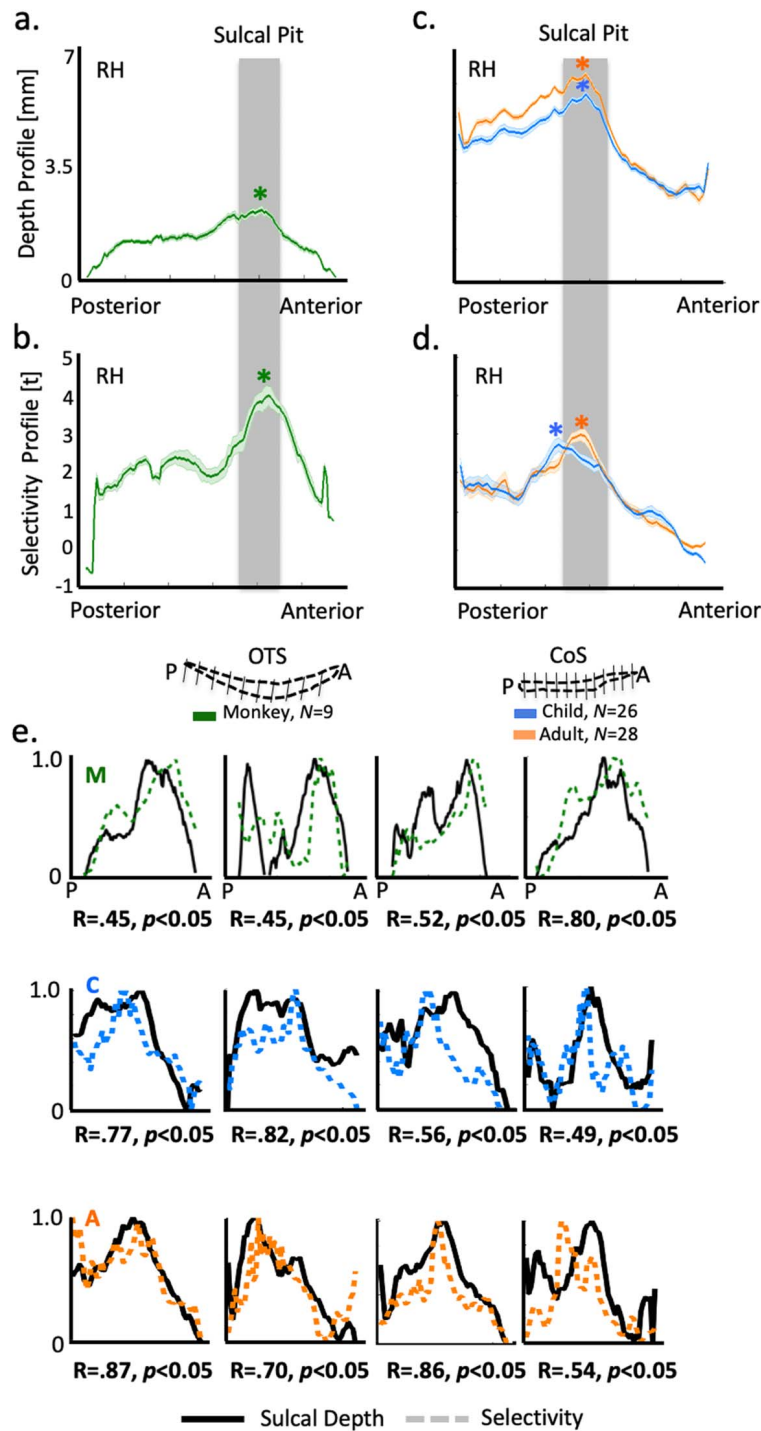 a.
Sulcal Pit
7
RH
Depth Profile [mm]
3.5
0
Posterior
Anterior
c.
Sulcal Pit
RH
*
*
*
Posterior
Anterior
b.
5
RH
*
4
3
2
1
0
-1
Selectivity Profile [t]
Posterior
Anterior
d.
RH
*
*
Posterior
Anterior
OTS
P
A
Monkey, N=9
CoS
P
A
Child, N=26
Adult, N=28
e.
1.0
M
0
P A P A P A P A
R=.45, p<0.05 R=.45, p<0.05 R=.52, p<0.05 R=.80, p<0.05
1.0
C
0
R=.77, p<0.05 R=.82, p<0.05 R=.56, p<0.05 R=.49, p<0.05
1.0
A
0
R=.87, p<0.05 R=.70, p<0.05 R=.86, p<0.05 R=.54, p<0.05
Sulcal Depth Selectivity